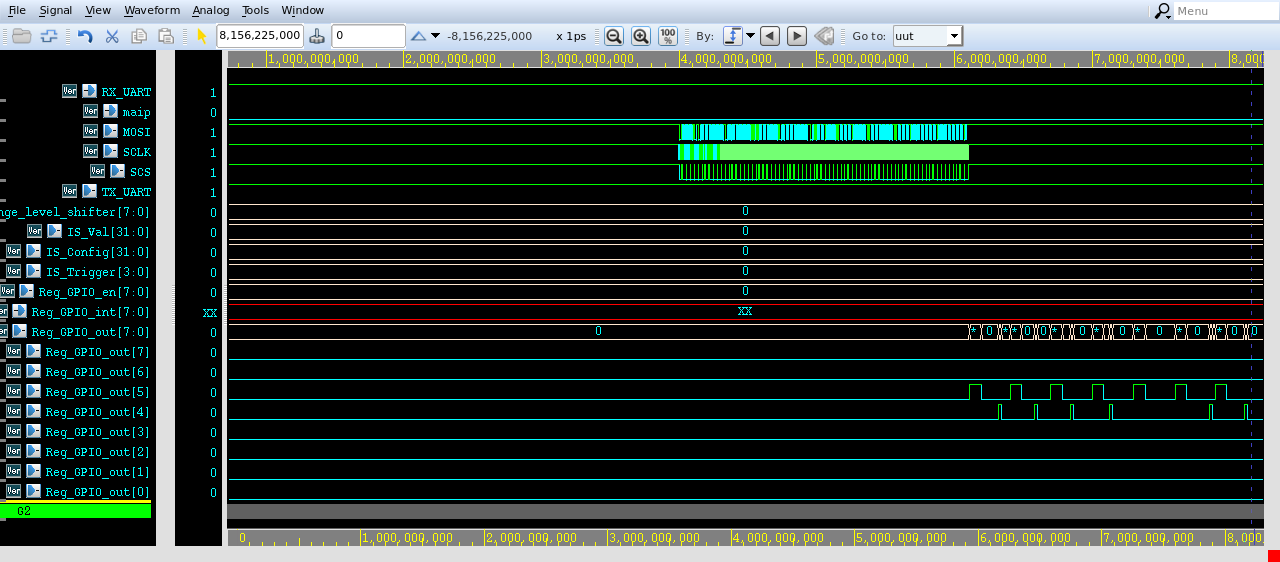 File Signal View Waveform Analog Tools Window Menu
8,156,225,000 0 -8,156,225,000 x 1ps 100 % By: Go to: uut
1,000,000,000 2,000,000,000 3,000,000,000 4,000,000,000 5,000,000,000 6,000,000,000 7,000,000,000 8,000
Var RX_UART 1
Var maip 0
Var MOSI 1
Var SCLK 1
Var SCS 1
Var TX_UART 1
nge_level_shifter[7:0] 0 0
Var IS_Val[31:0] 0 0
Var IS_Config[31:0] 0 0
Var IS_Trigger[3:0] 0 0
Var Reg_GPIO_en[7:0] 0 0
Var Reg_GPIO_int[7:0] XX XX
Var Reg_GPIO_out[7:0] 0 0 * 0 * * 0 0 * 0 * 0 * 0 * 0 * 0 0
Var Reg_GPIO_out[7] 0
Var Reg_GPIO_out[6] 0
Var Reg_GPIO_out[5] 0
Var Reg_GPIO_out[4] 0
Var Reg_GPIO_out[3] 0
Var Reg_GPIO_out[2] 0
Var Reg_GPIO_out[1] 0
Var Reg_GPIO_out[0] 0
G2
0 1,000,000,000 2,000,000,000 3,000,000,000 4,000,000,000 5,000,000,000 6,000,000,000 7,000,000,000 8,000